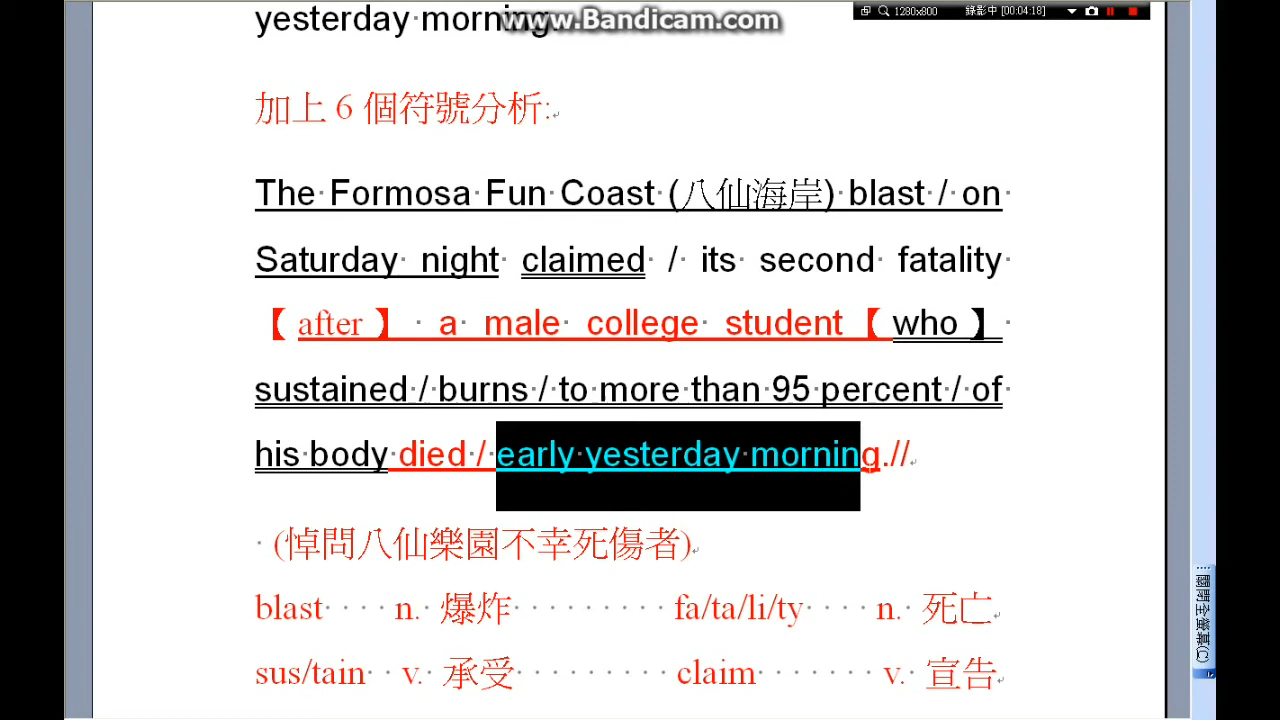 yesterday morning.
www.Bandicam.com
1280x800 錄影中 [00:04:18]
加上 6 個符號分析:
The Formosa Fun Coast (八仙海岸) blast / on
Saturday night claimed / its second fatality
【after】 a male college student【who】
sustained / burns / to more than 95 percent / of
his body died / early yesterday morning.//
(悼問八仙樂園不幸死傷者)
blast n. 爆炸 fa/ta/li/ty n. 死亡
sus/tain v. 承受 claim v. 宣告
關閉全螢幕(C)